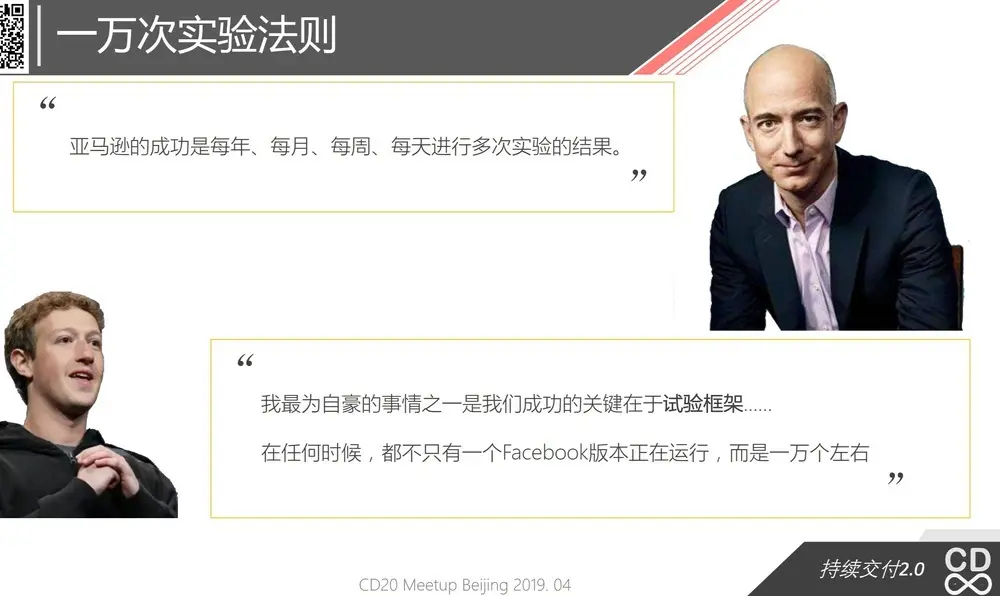 一万次实验法则
“
亚马逊的成功是每年、每月、每周、每天进行多次实验的结果。
”
“
我最为自豪的事情之一是我们成功的关键在于试验框架......
在任何时候，都不只有一个Facebook版本正在运行，而是一万个左右
”
持续交付2.0
CD
CD20 Meetup Beijing 2019. 04